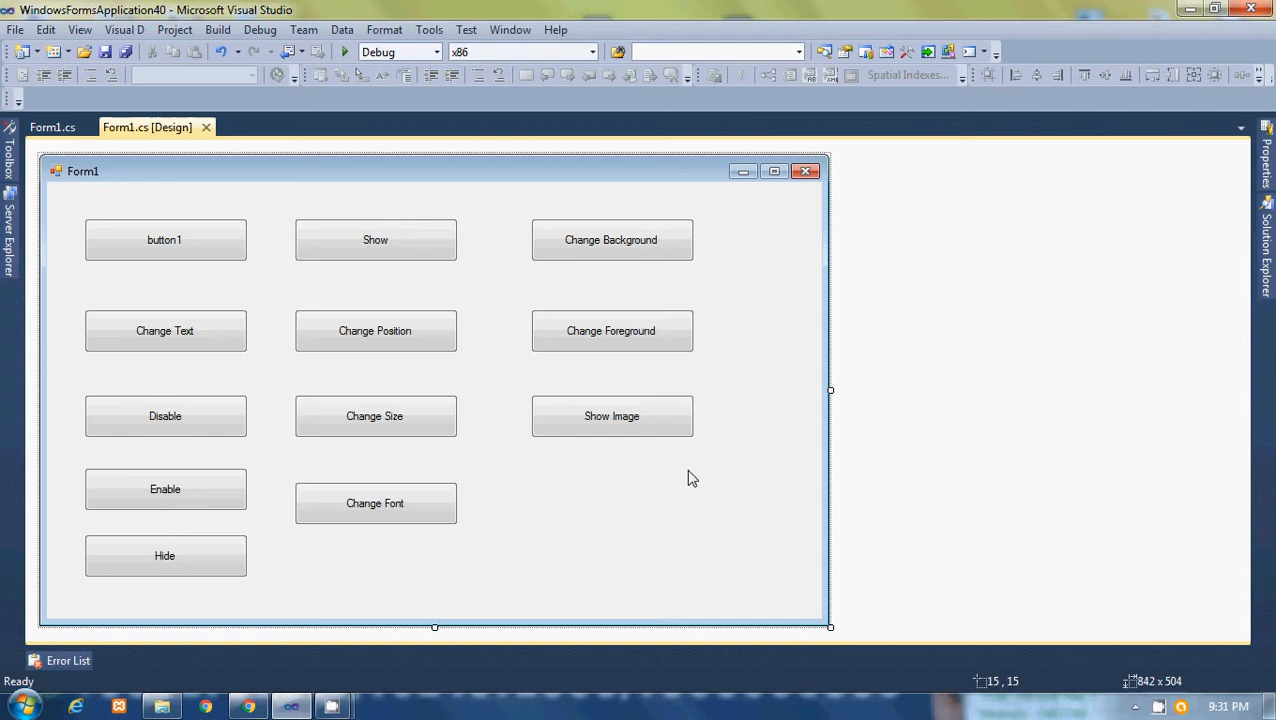 WindowsFormsApplication40 - Microsoft Visual Studio
File Edit View Visual D Project Build Debug Team Data Format Tools Test Window Help
Debug x86
Spatial Indexes...
Form1.cs Form1.cs [Design]
Toolbox
Server Explorer
Properties
Solution Explorer
Form1
button1 Show Change Background
Change Text Change Position Change Foreground
Disable Change Size Show Image
Enable Change Font
Hide
Error List
Ready 15 , 15 842 x 504
9:31 PM